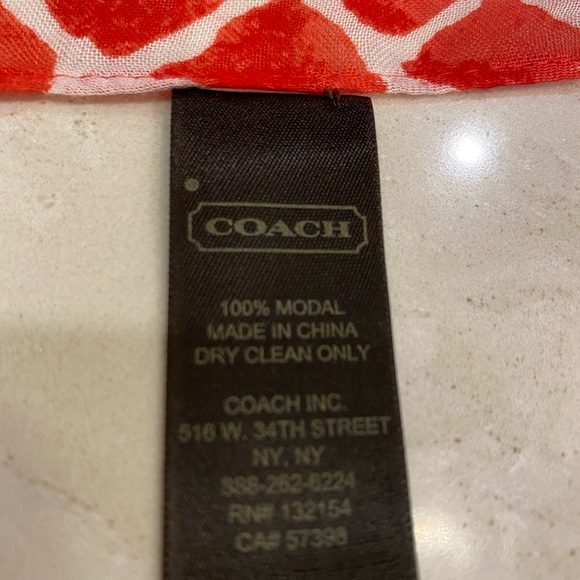 COACH
100% MODAL
MADE IN CHINA
DRY CLEAN ONLY
COACH INC.
516 W. 34TH STREET
NY, NY
888-262-6224
RN# 132154
CA# 57398